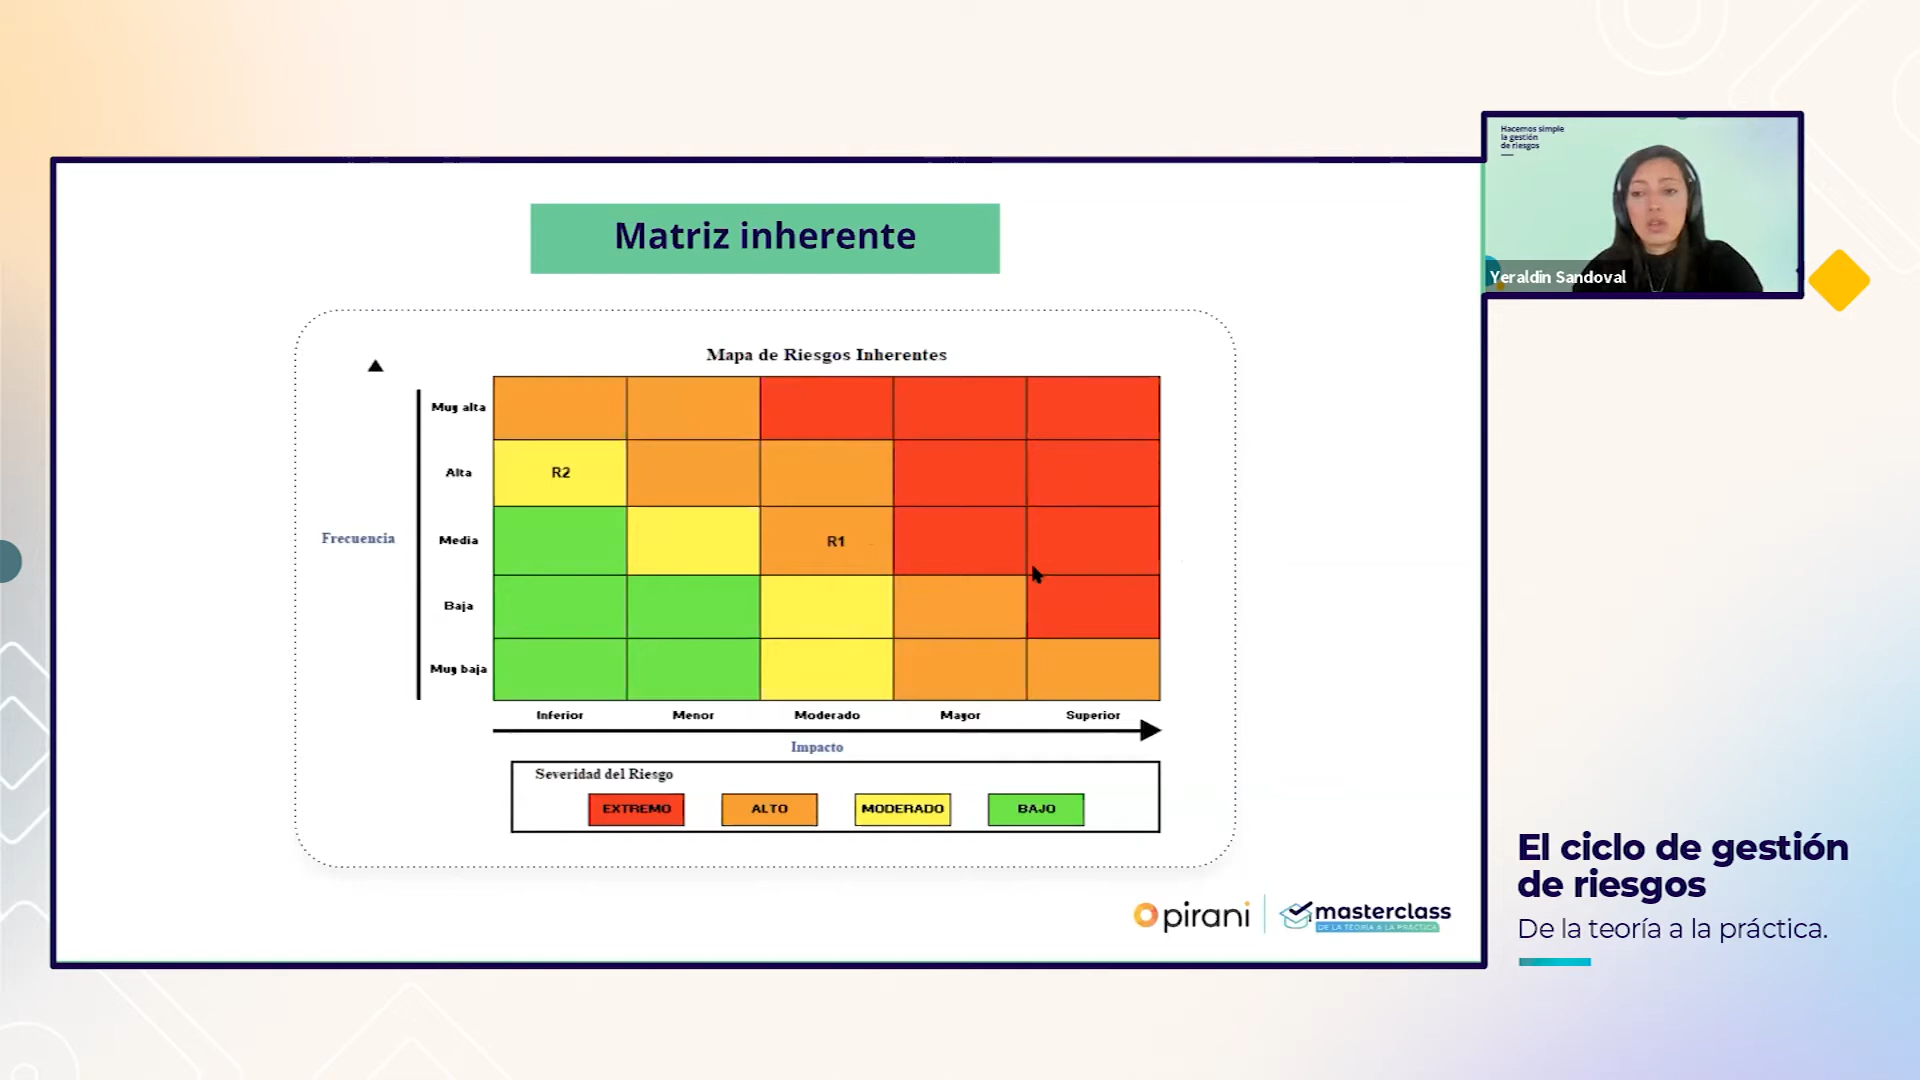 Hacemos simple
la gestión
de riesgos
Yeraldin Sandoval
Matriz inherente
Mapa de Riesgos Inherentes
Muy alta
Alta
R2
Frecuencia
Media
R1
Baja
Muy baja
Inferior
Menor
Moderado
Mayor
Superior
Impacto
Severidad del Riesgo
EXTREMO
ALTO
MODERADO
BAJO
pirani
masterclass
DE LA TEORÍA A LA PRÁCTICA
El ciclo de gestión
de riesgos
De la teoría a la práctica.